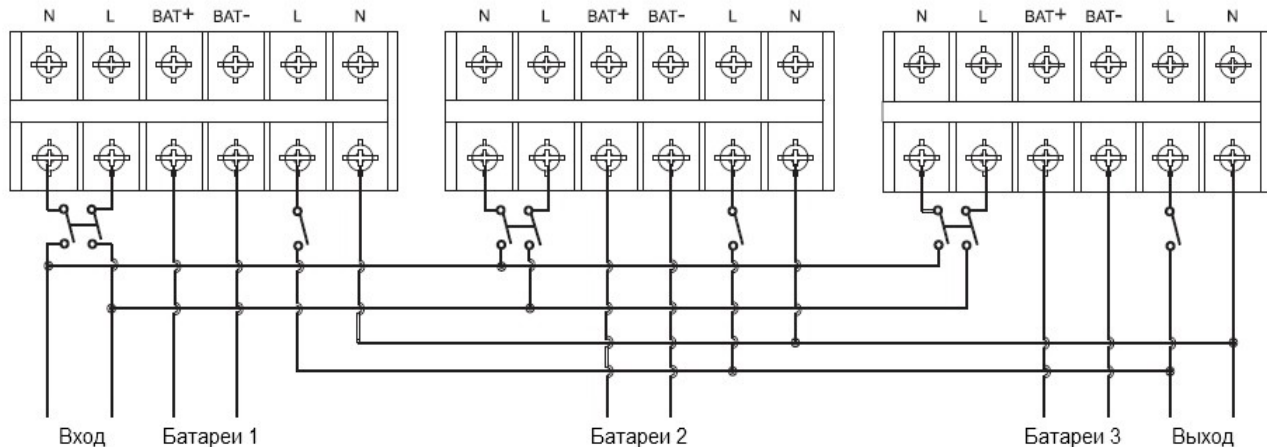 N L BAT+ BAT- L N N L BAT+ BAT- L N N L BAT+ BAT- L N
Вход Батареи 1 Батареи 2 Батареи 3 Выход